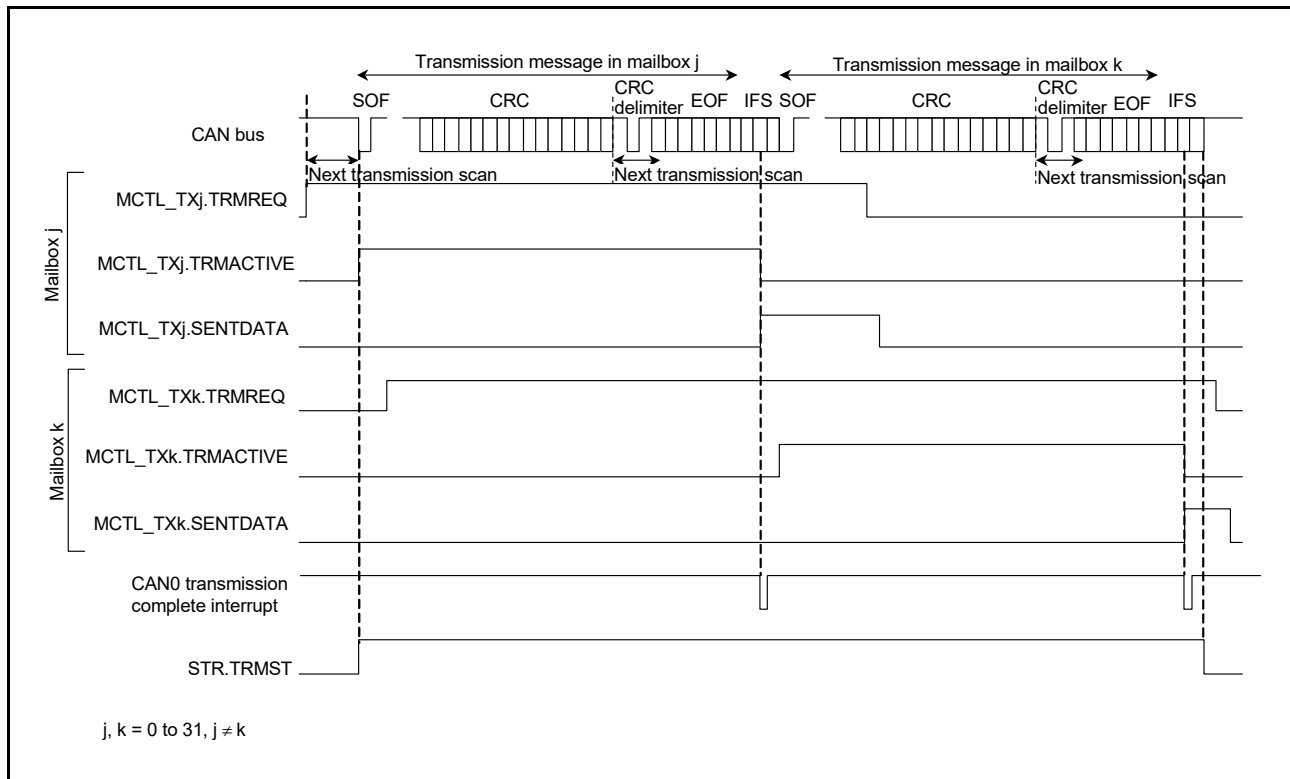 Transmission message in mailbox j
Transmission message in mailbox k
SOF
CRC
CRC
delimiter
EOF
IFS
SOF
CRC
CRC
delimiter
EOF
IFS
CAN bus
Next transmission scan
Next transmission scan
Next transmission scan
Mailbox j
MCTL_TXj.TRMREQ
MCTL_TXj.TRMACTIVE
MCTL_TXj.SENTDATA
Mailbox k
MCTL_TXk.TRMREQ
MCTL_TXk.TRMACTIVE
MCTL_TXk.SENTDATA
CAN0 transmission
complete interrupt
STR.TRMST
j, k = 0 to 31, j ≠ k